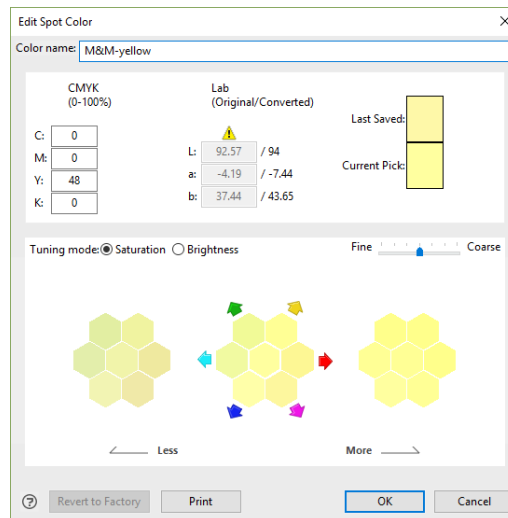 Edit Spot Color
Color name: M&M-yellow
CMYK
(0-100%)
C: 0
M: 0
Y: 48
K: 0
Lab
(Original/Converted)
L: 92.57 / 94
a: -4.19 / -7.44
b: 37.44 / 43.65
Last Saved:
Current Pick:
Tuning mode: Saturation Brightness
Fine Coarse
Less More
? Revert to Factory Print OK Cancel